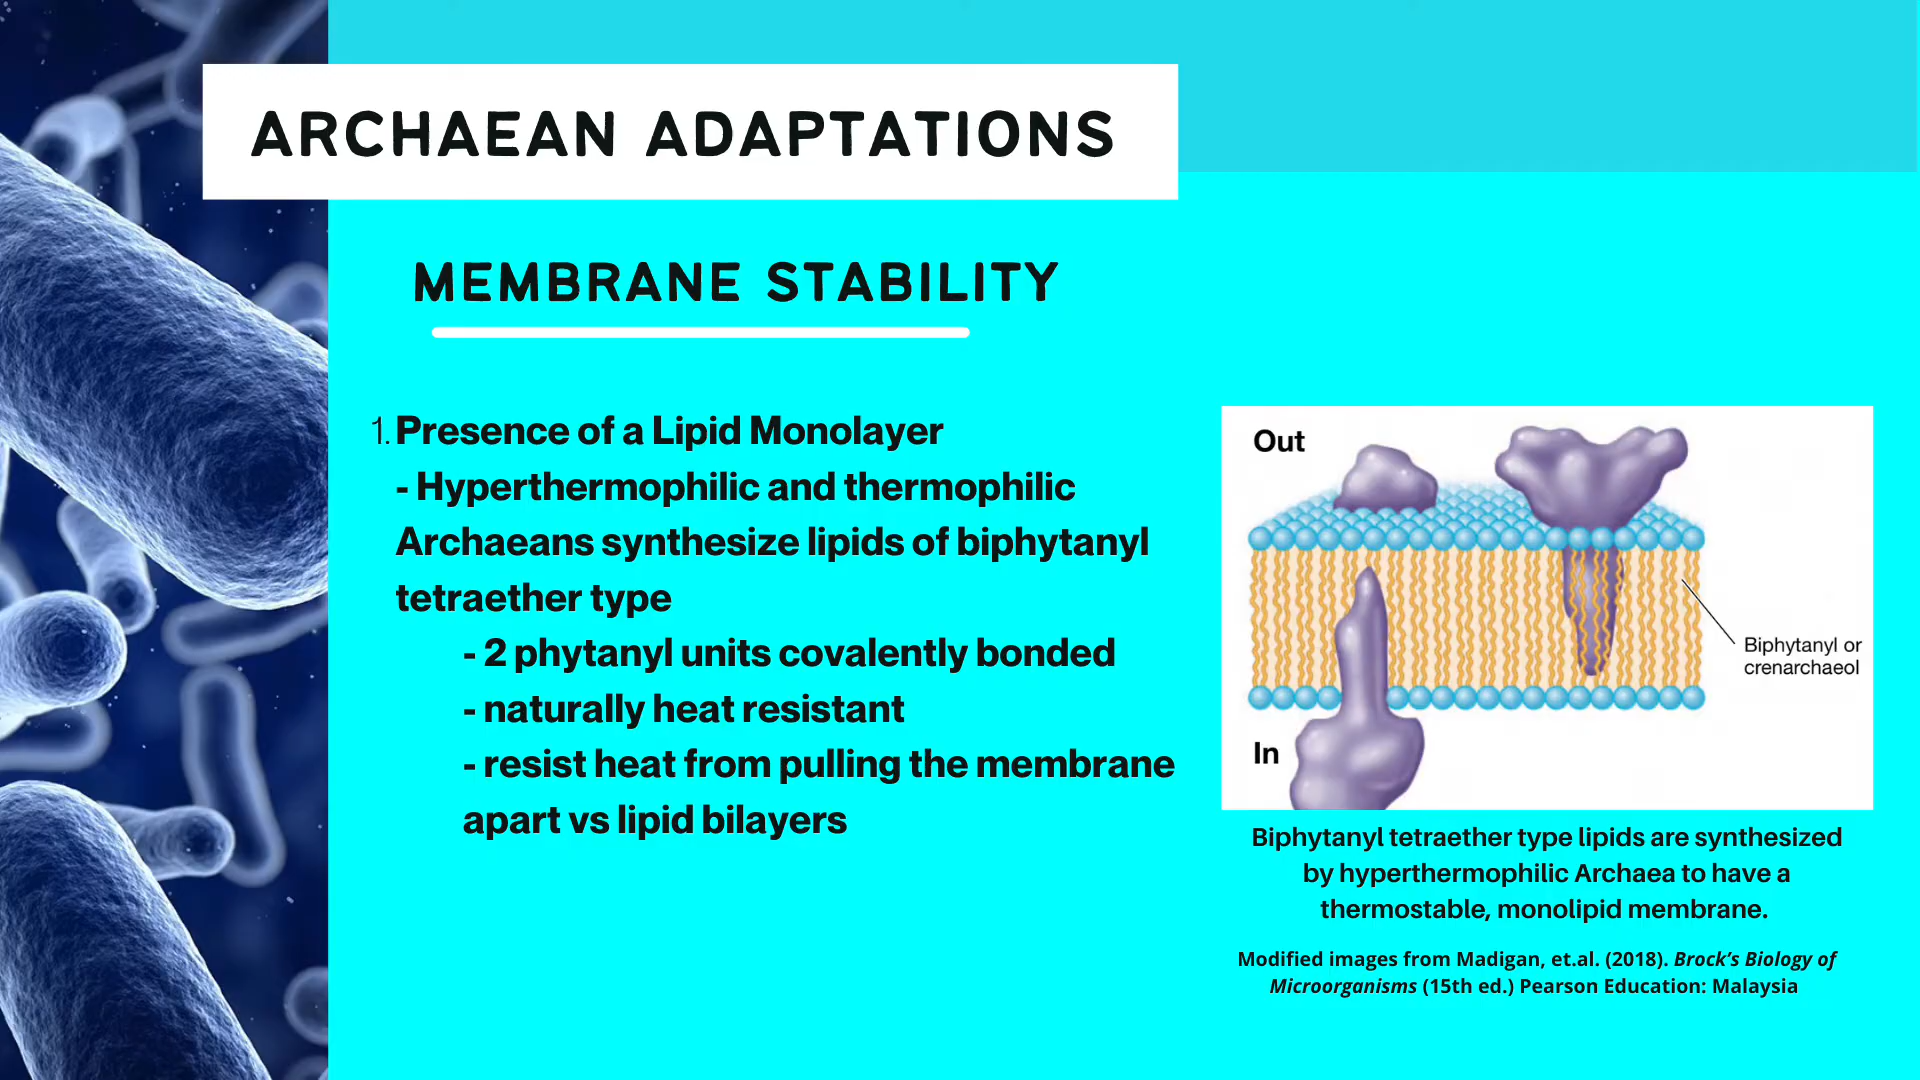 ARCHAEAN ADAPTATIONS
MEMBRANE STABILITY
1. Presence of a Lipid Monolayer
- Hyperthermophilic and thermophilic
Archaeans synthesize lipids of biphytanyl
tetraether type
- 2 phytanyl units covalently bonded
- naturally heat resistant
- resist heat from pulling the membrane
apart vs lipid bilayers
Out
Biphytanyl or
crenarchaeol
In
Biphytanyl tetraether type lipids are synthesized
by hyperthermophilic Archaea to have a
thermostable, monolipid membrane.
Modified images from Madigan, et.al. (2018). Brock's Biology of
Microorganisms (15th ed.) Pearson Education: Malaysia